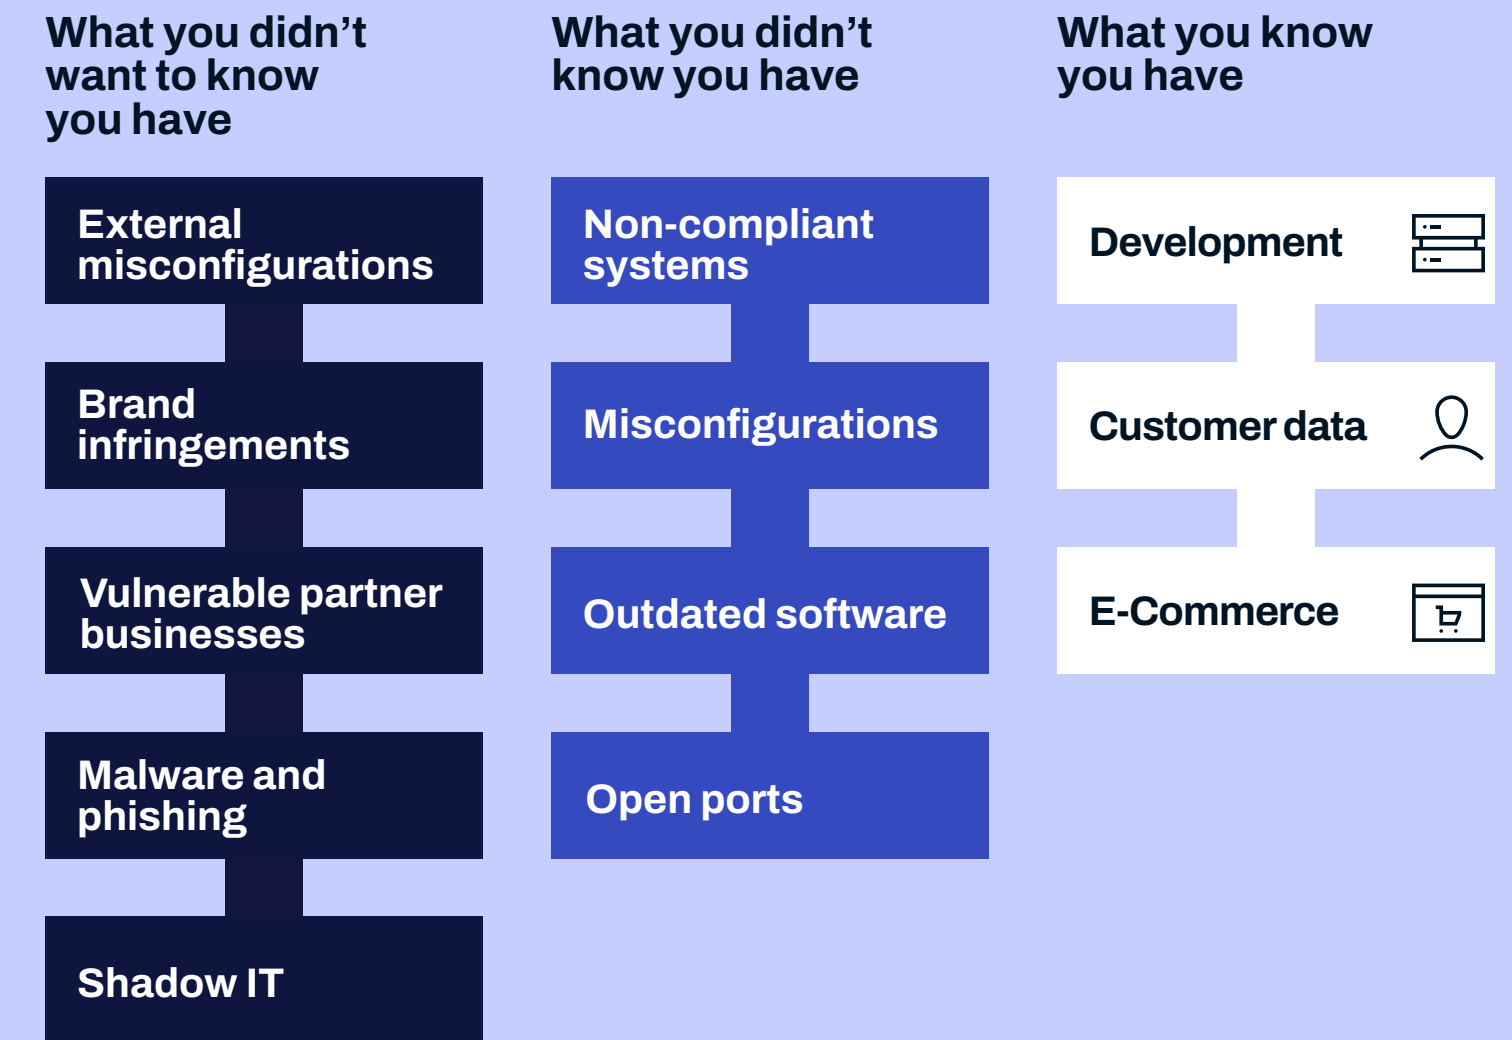 What you didn’t
want to know
you have
External
misconfigurations
Brand
infringements
Vulnerable partner
businesses
Malware and
phishing
Shadow IT
What you didn’t
know you have
Non-compliant
systems
Misconfigurations
Outdated software
Open ports
What you know
you have
Development
Customer data
E-Commerce